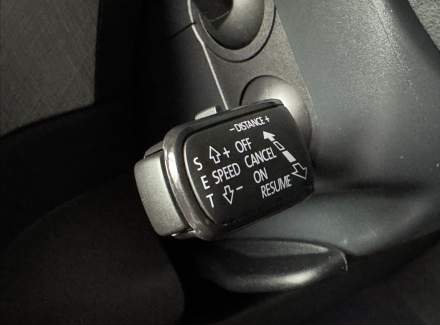 - DISTANCE +
S + OFF
E SPEED CANCEL
T - ON
RESUME